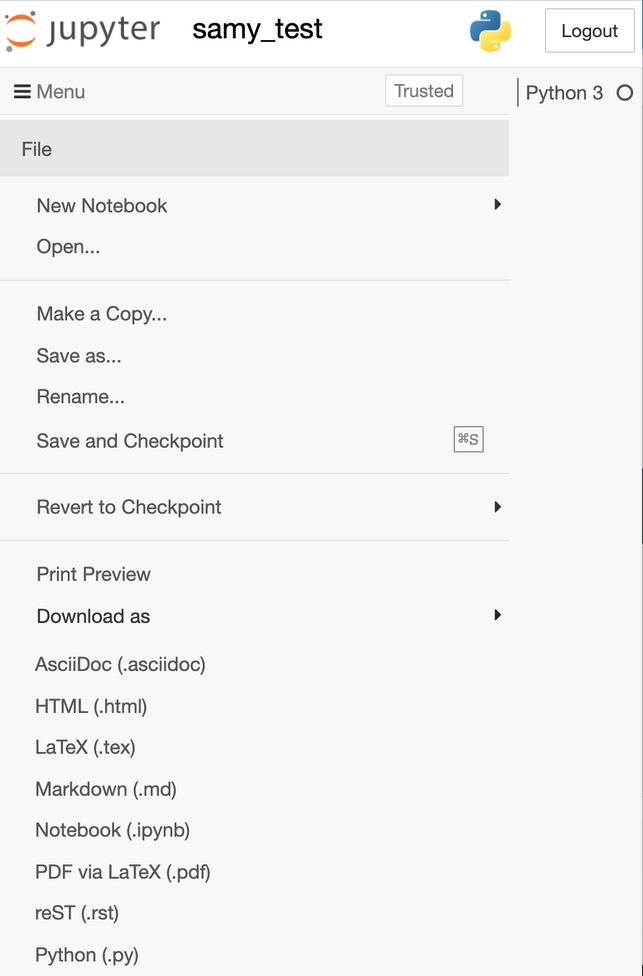 jupyter samy_test Logout
Menu Trusted Python 3
File
New Notebook
Open...
Make a Copy...
Save as...
Rename...
Save and Checkpoint ⌘S
Revert to Checkpoint
Print Preview
Download as
AsciiDoc (.asciidoc)
HTML (.html)
LaTeX (.tex)
Markdown (.md)
Notebook (.ipynb)
PDF via LaTeX (.pdf)
reST (.rst)
Python (.py)